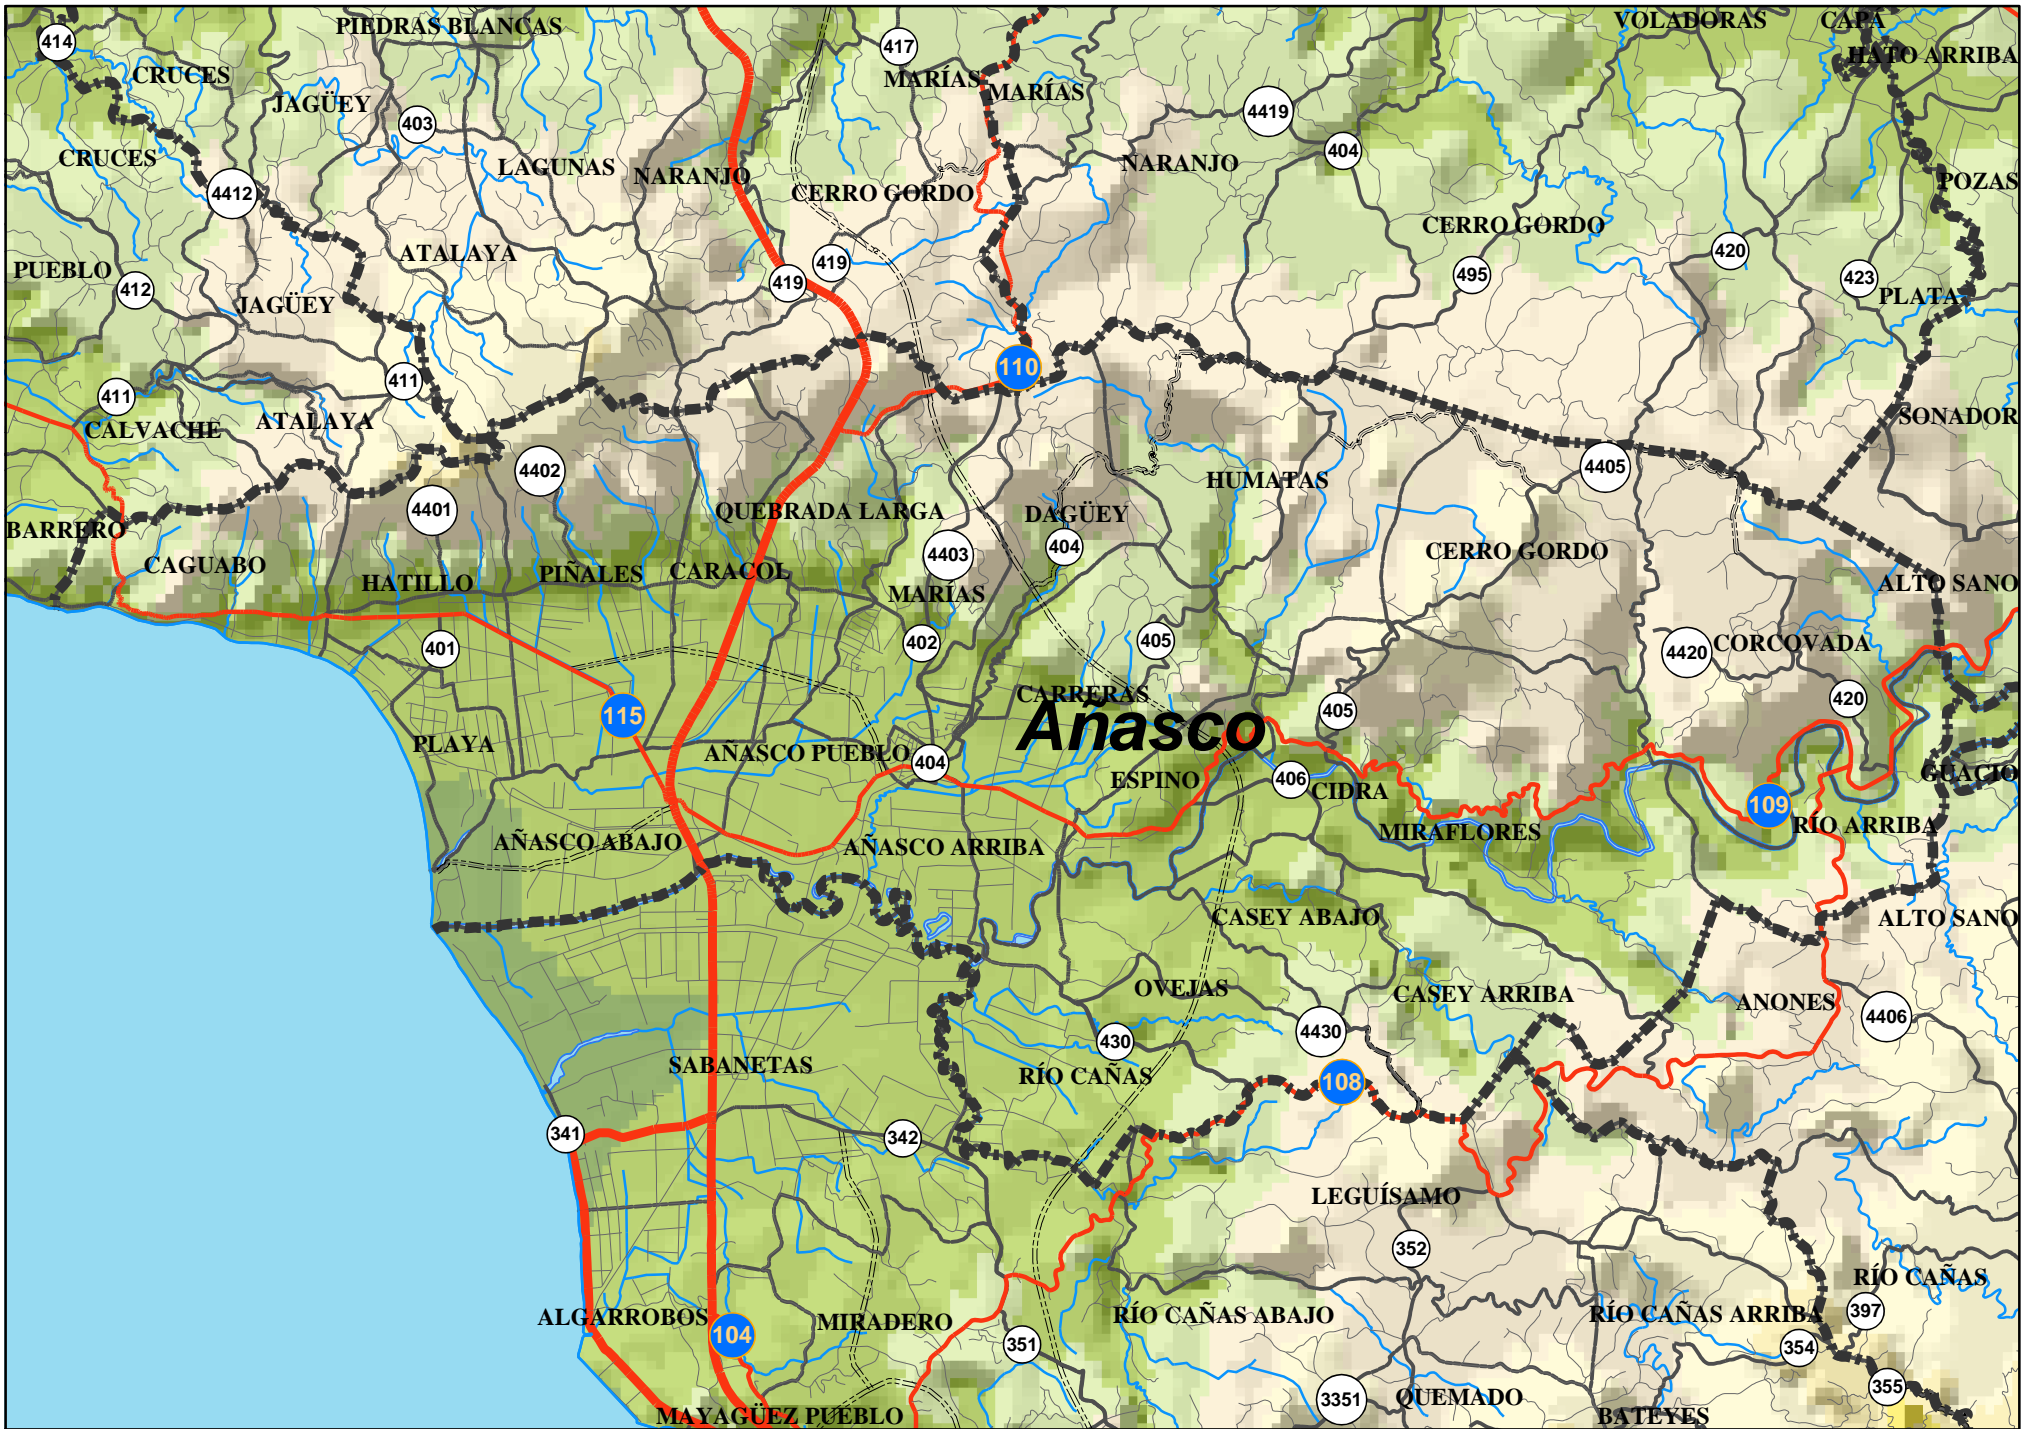 PIEDRAS BLANCAS
VOLADORAS
CAPÁ
414
417
HATO ARRIBA
CRUCES
MARÍAS
MARÍAS
JAGÜEY
403
4419
404
CRUCES
LAGUNAS
NARANJO
NARANJO
4412
CERRO GORDO
POZAS
CERRO GORDO
ATALAYA
420
PUEBLO
412
419
419
495
423
PLATA
JAGÜEY
110
411
411
CALVACHE
ATALAYA
SONADOR
4402
4405
HUMATAS
4401
QUEBRADA LARGA
DAGÜEY
BARRERO
4403
404
CERRO GORDO
CAGUABO
HATILLO
PIÑALES
CARACOL
MARÍAS
ALTO SANO
401
402
405
4420
CORCOVADA
CARRERAS
420
115
405
Añasco
PLAYA
AÑASCO PUEBLO
404
ESPINO
406
CIDRA
GUACIO
109
MIRAFLORES
RÍO ARRIBA
AÑASCO ABAJO
AÑASCO ARRIBA
CASEY ABAJO
ALTO SANO
OVEJAS
CASEY ARRIBA
ANONES
4406
430
4430
SABANETAS
RÍO CAÑAS
108
341
342
LEGUÍSAMO
352
RÍO CAÑAS
ALGARROBOS
104
MIRADERO
351
RÍO CAÑAS ABAJO
RÍO CAÑAS ARRIBA
397
354
355
3351
QUEMADO
MAYAGÜEZ PUEBLO
BATEYES